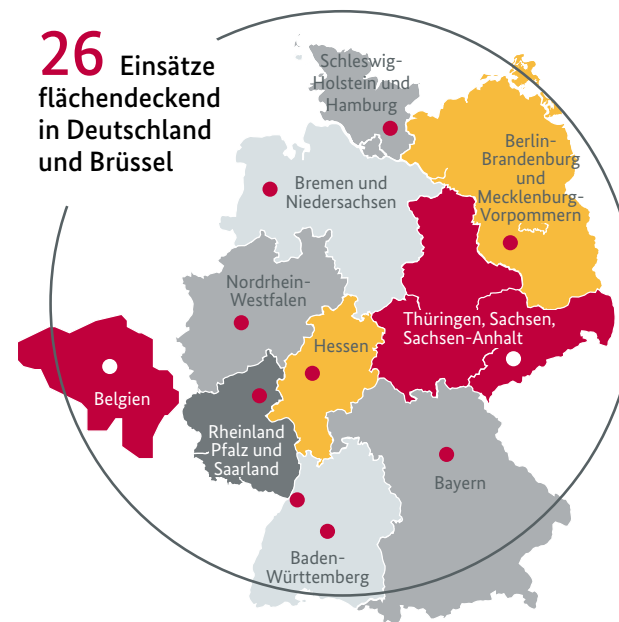 26 Einsätze
flächendeckend
in Deutschland
und Brüssel
Schleswig-
Holstein und
Hamburg
Berlin-
Brandenburg
und
Mecklenburg-
Vorpommern
Bremen und
Niedersachsen
Nordrhein-
Westfalen
Thüringen, Sachsen,
Sachsen-Anhalt
Hessen
Belgien
Rheinland
Pfalz und
Saarland
Bayern
Baden-
Württemberg